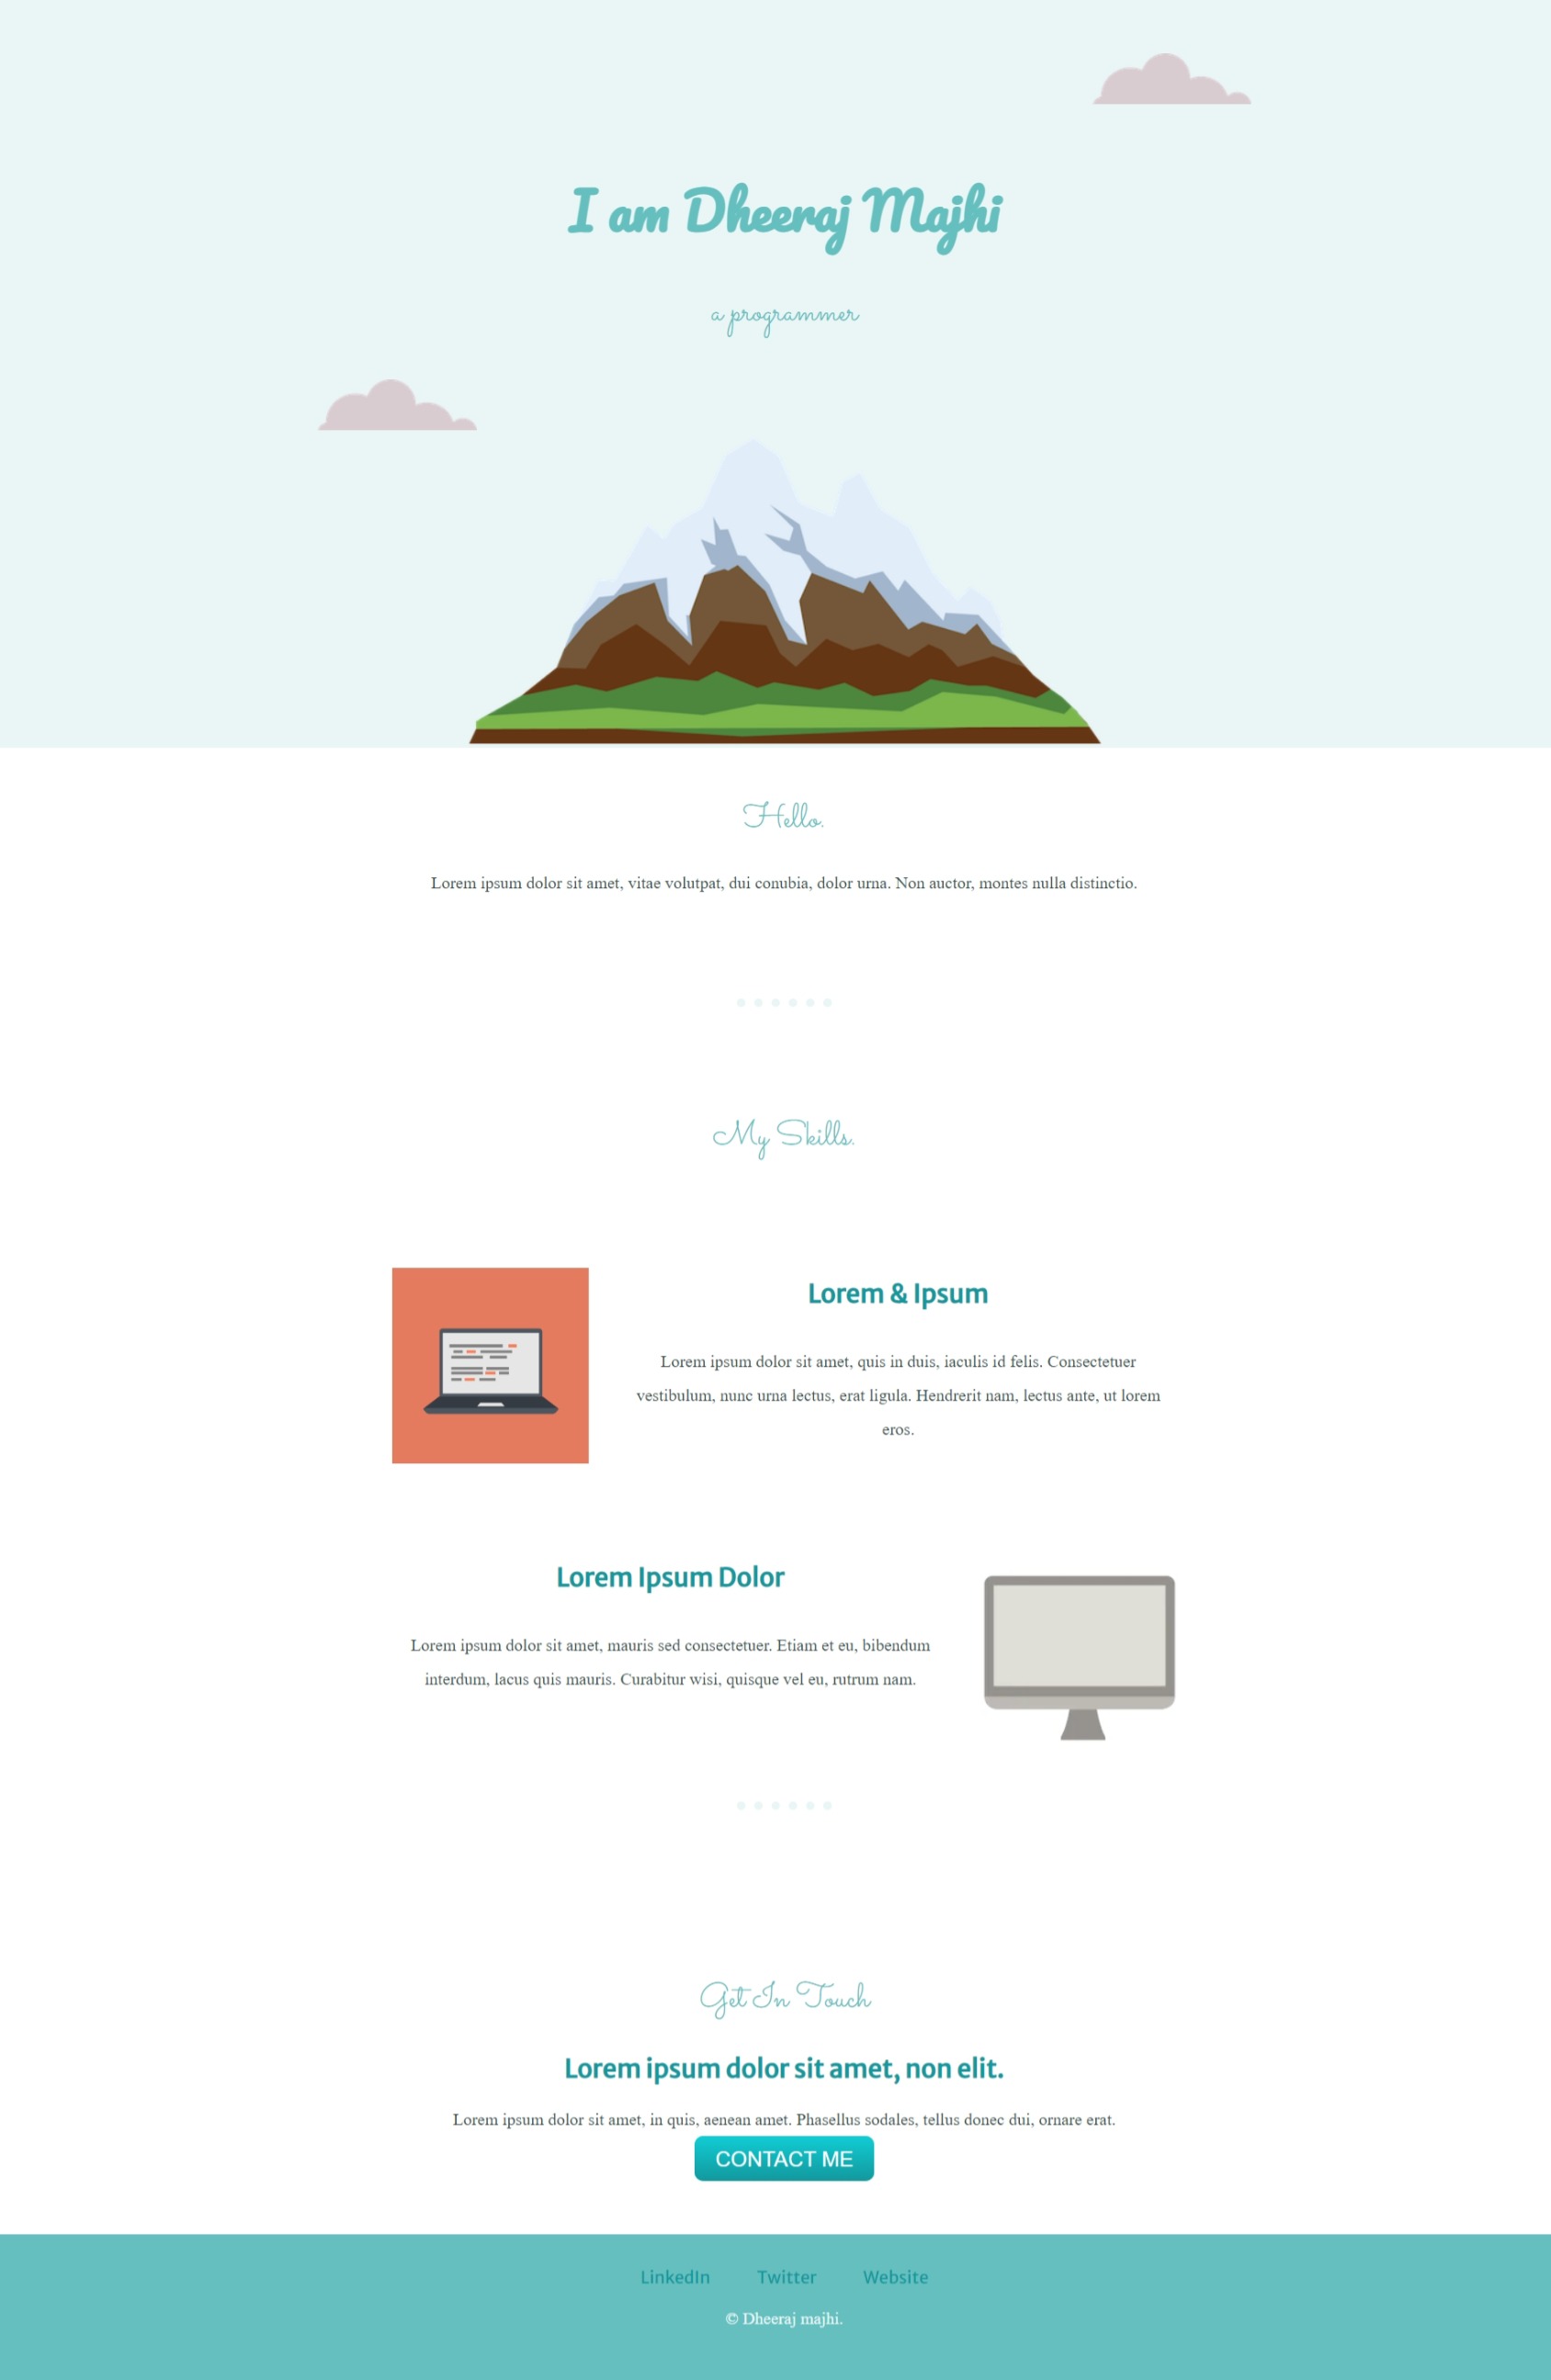 I am Dheeraj Majhi
a programmer
Hello.
Lorem ipsum dolor sit amet, vitae volutpat, dui conubia, dolor urna. Non auctor, montes nulla distinctio.
My Skills.
Lorem & Ipsum
Lorem ipsum dolor sit amet, quis in duis, iaculis id felis. Consectetuer
vestibulum, nunc urna lectus, erat ligula. Hendrerit nam, lectus ante, ut lorem
eros.
Lorem Ipsum Dolor
Lorem ipsum dolor sit amet, mauris sed consectetuer. Etiam et eu, bibendum
interdum, lacus quis mauris. Curabitur wisi, quisque vel eu, rutrum nam.
Get In Touch
Lorem ipsum dolor sit amet, non elit.
Lorem ipsum dolor sit amet, in quis, aenean amet. Phasellus sodales, tellus donec dui, ornare erat.
CONTACT ME
LinkedIn Twitter Website
© Dheeraj majhi.